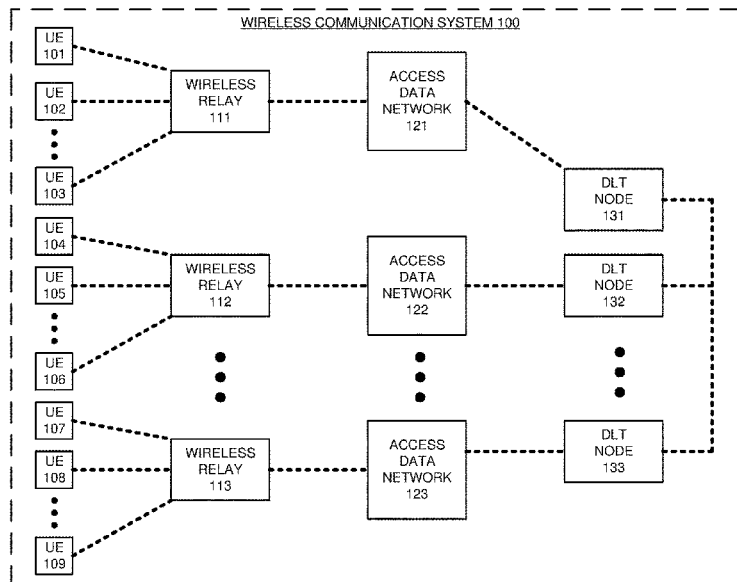 WIRELESS COMMUNICATION SYSTEM 100
UE
101
UE
102
UE
103
WIRELESS
RELAY
111
ACCESS
DATA
NETWORK
121
DLT
NODE
131
UE
104
UE
105
UE
106
WIRELESS
RELAY
112
ACCESS
DATA
NETWORK
122
DLT
NODE
132
UE
107
UE
108
UE
109
WIRELESS
RELAY
113
ACCESS
DATA
NETWORK
123
DLT
NODE
133